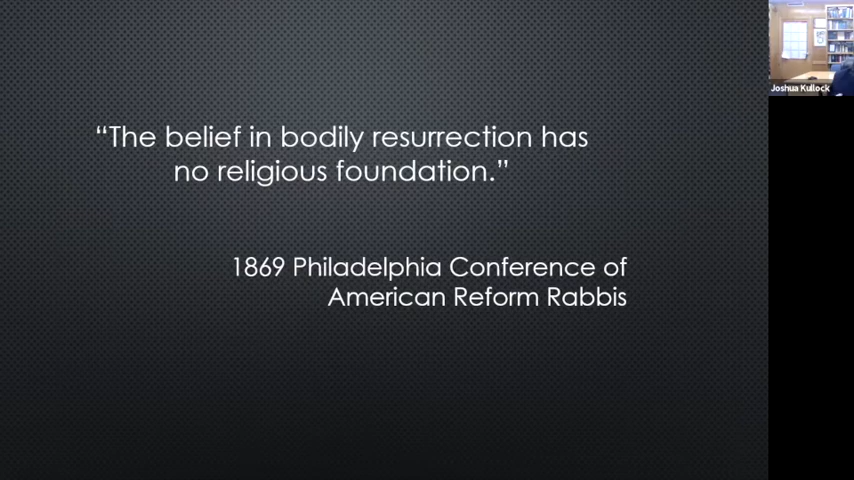 “The belief in bodily resurrection has
no religious foundation.”
1869 Philadelphia Conference of
American Reform Rabbis
Joshua Kullock